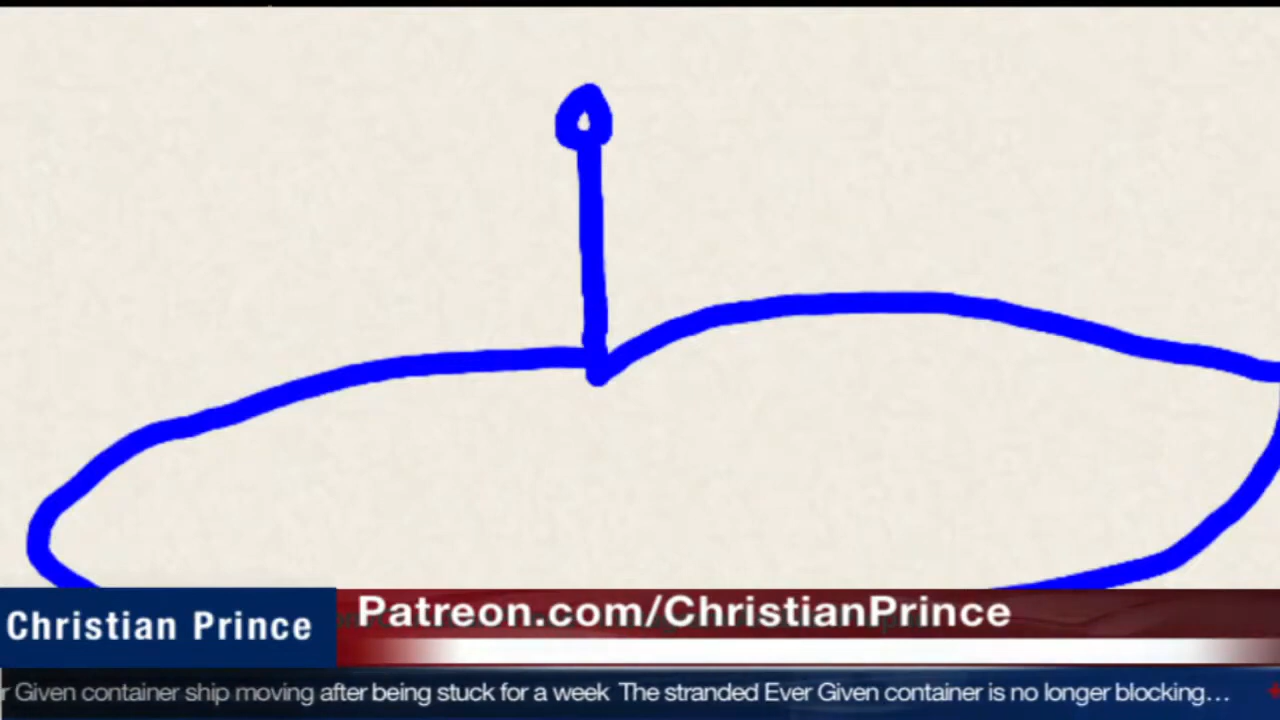 Patreon.com/ChristianPrince
Christian Prince
r Given container ship moving after being stuck for a week The stranded Ever Given container is no longer blocking…